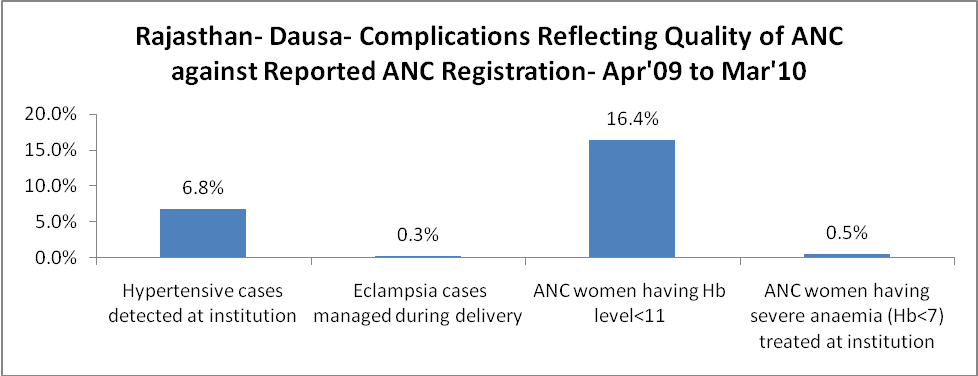 Rajasthan- Dausa- Complications Reflecting Quality of ANC
against Reported ANC Registration- Apr'09 to Mar'10
20.0%
15.0%
10.0%
5.0%
0.0%
6.8%
0.3%
16.4%
0.5%
Hypertensive cases
detected at institution
Eclampsia cases
managed during delivery
ANC women having Hb
level<11
ANC women having
severe anaemia (Hb<7)
treated at institution